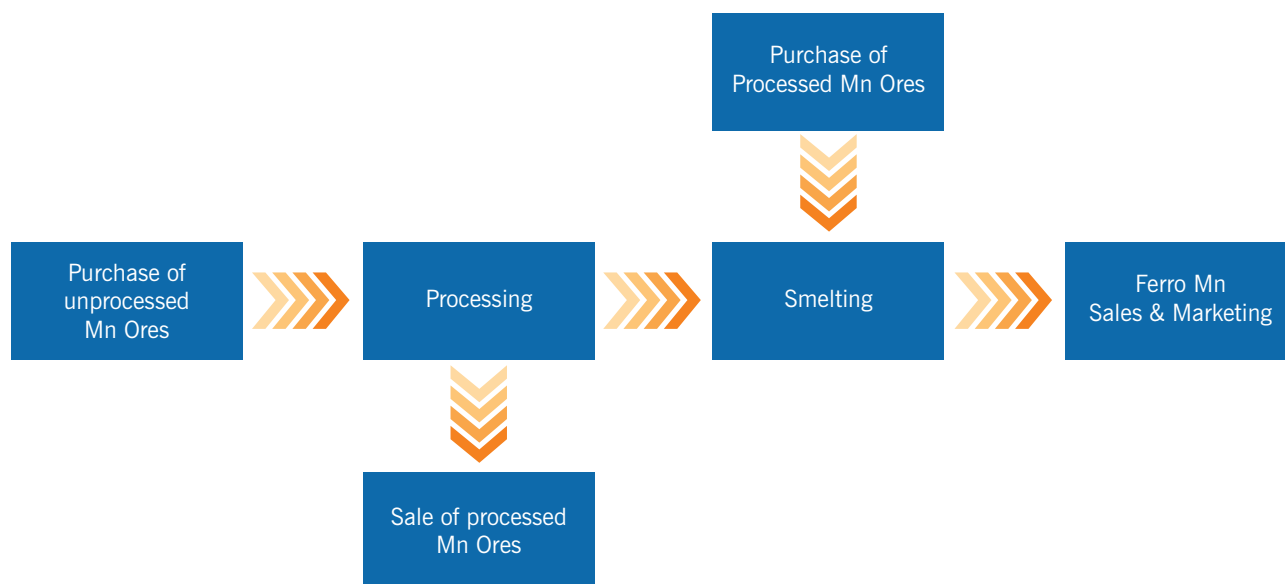 Purchase of
Processed Mn Ores
Purchase of
unprocessed
Mn Ores
Processing
Smelting
Ferro Mn
Sales & Marketing
Sale of processed
Mn Ores